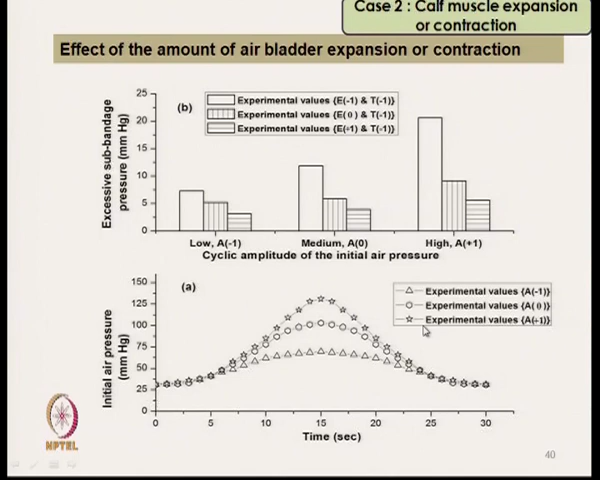 Case 2 : Calf muscle expansion
or contraction
Effect of the amount of air bladder expansion or contraction
Excessive sub-bandage
pressure (mm Hg)
25
20
15
10
5
0
(b)
Experimental values {E(-1) & T(-1)}
Experimental values {E( 0 ) & T(-1)}
Experimental values {E(+1) & T(-1)}
Low, A(-1)
Medium, A(0)
High, A(+1)
Cyclic amplitude of the initial air pressure
Initial air pressure
(mm Hg)
150
125
100
75
50
25
0
(a)
Experimental values {A(-1)}
Experimental values {A( 0 )}
Experimental values {A(+1)}
0
5
10
15
20
25
30
Time (sec)
NPTEL
40